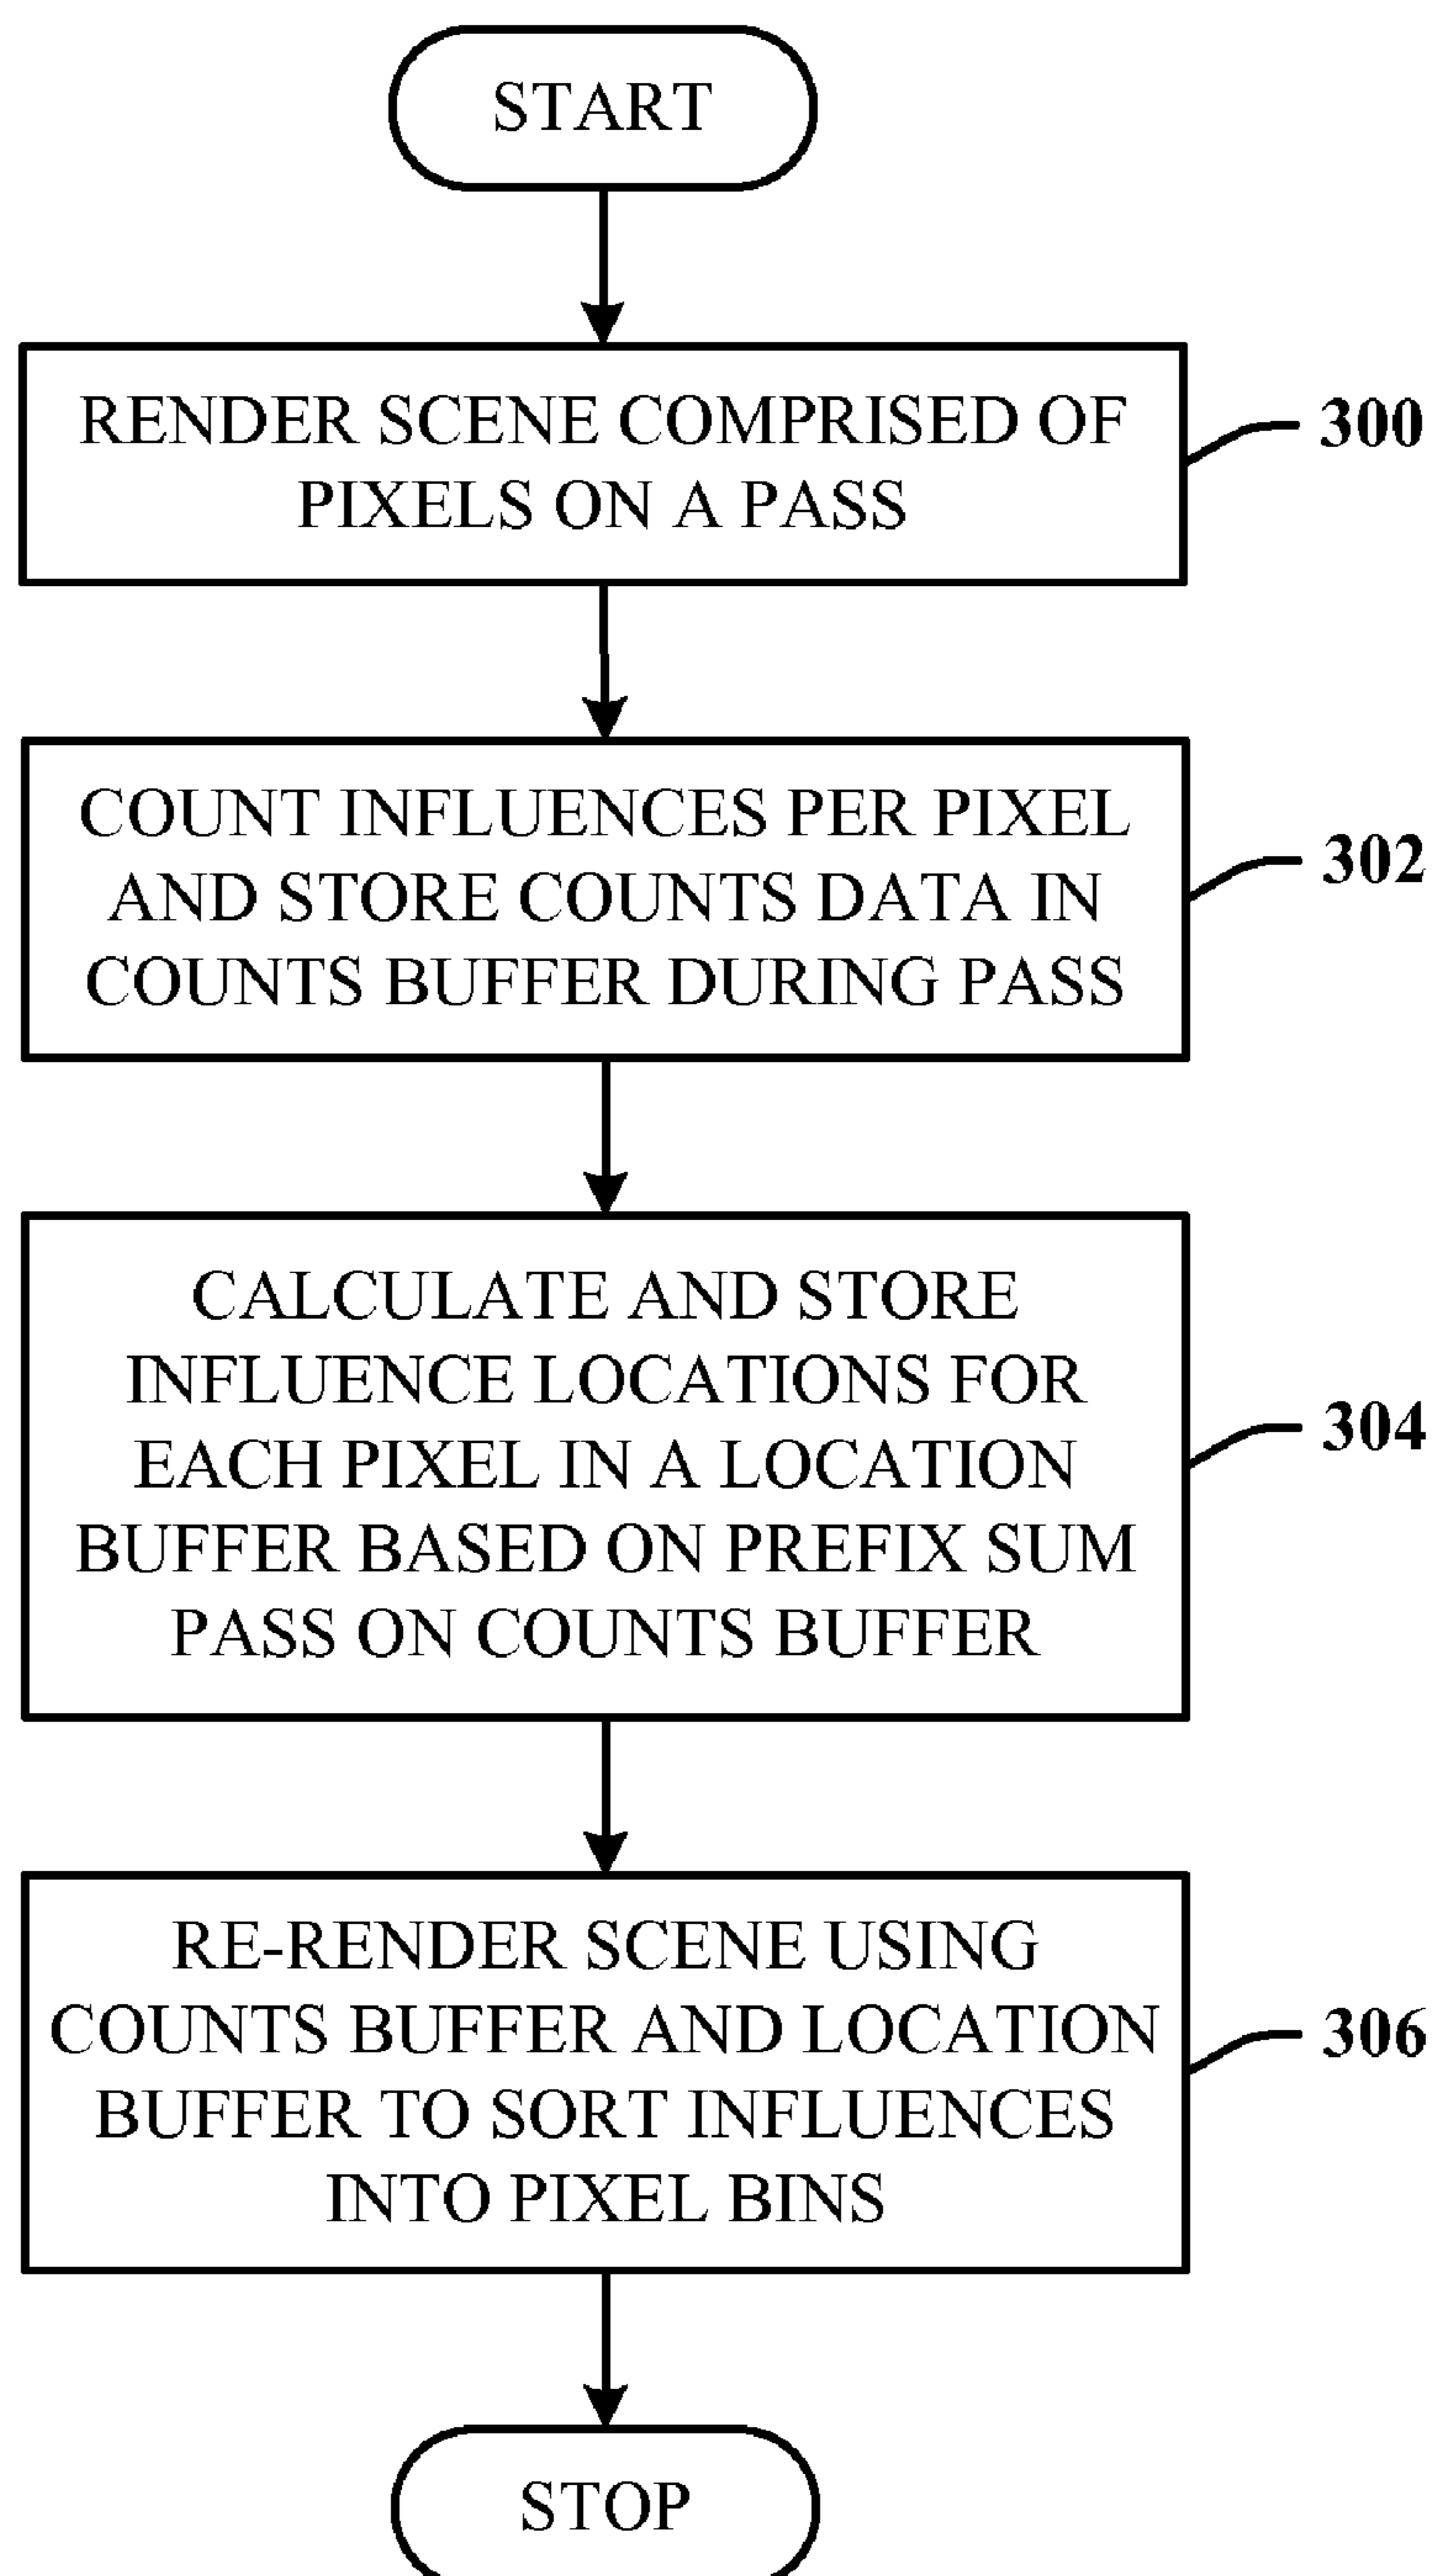 START
RENDER SCENE COMPRISED OF
PIXELS ON A PASS
300
COUNT INFLUENCES PER PIXEL
AND STORE COUNTS DATA IN
COUNTS BUFFER DURING PASS
302
CALCULATE AND STORE
INFLUENCE LOCATIONS FOR
EACH PIXEL IN A LOCATION
BUFFER BASED ON PREFIX SUM
PASS ON COUNTS BUFFER
304
RE-RENDER SCENE USING
COUNTS BUFFER AND LOCATION
BUFFER TO SORT INFLUENCES
INTO PIXEL BINS
306
STOP